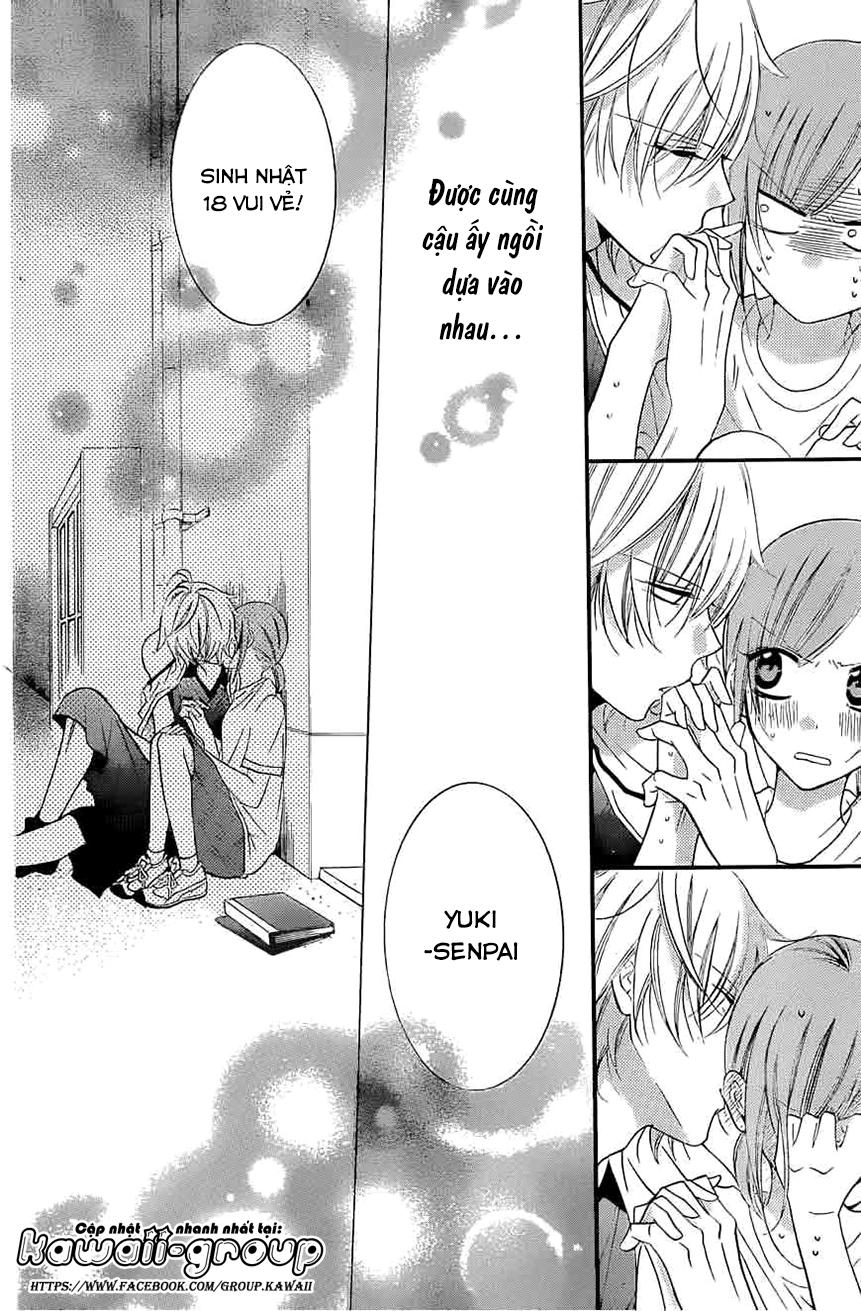 Được cùng
cậu ấy ngồi
dựa vào
nhau...
YUKI
-SENPAI
SINH NHẬT
18 VUI VẺ!
Cập nhật nhanh nhất tại:
kawaii-group
HTTPS://WWW.FACEBOOK.COM/GROUP.KAWAII